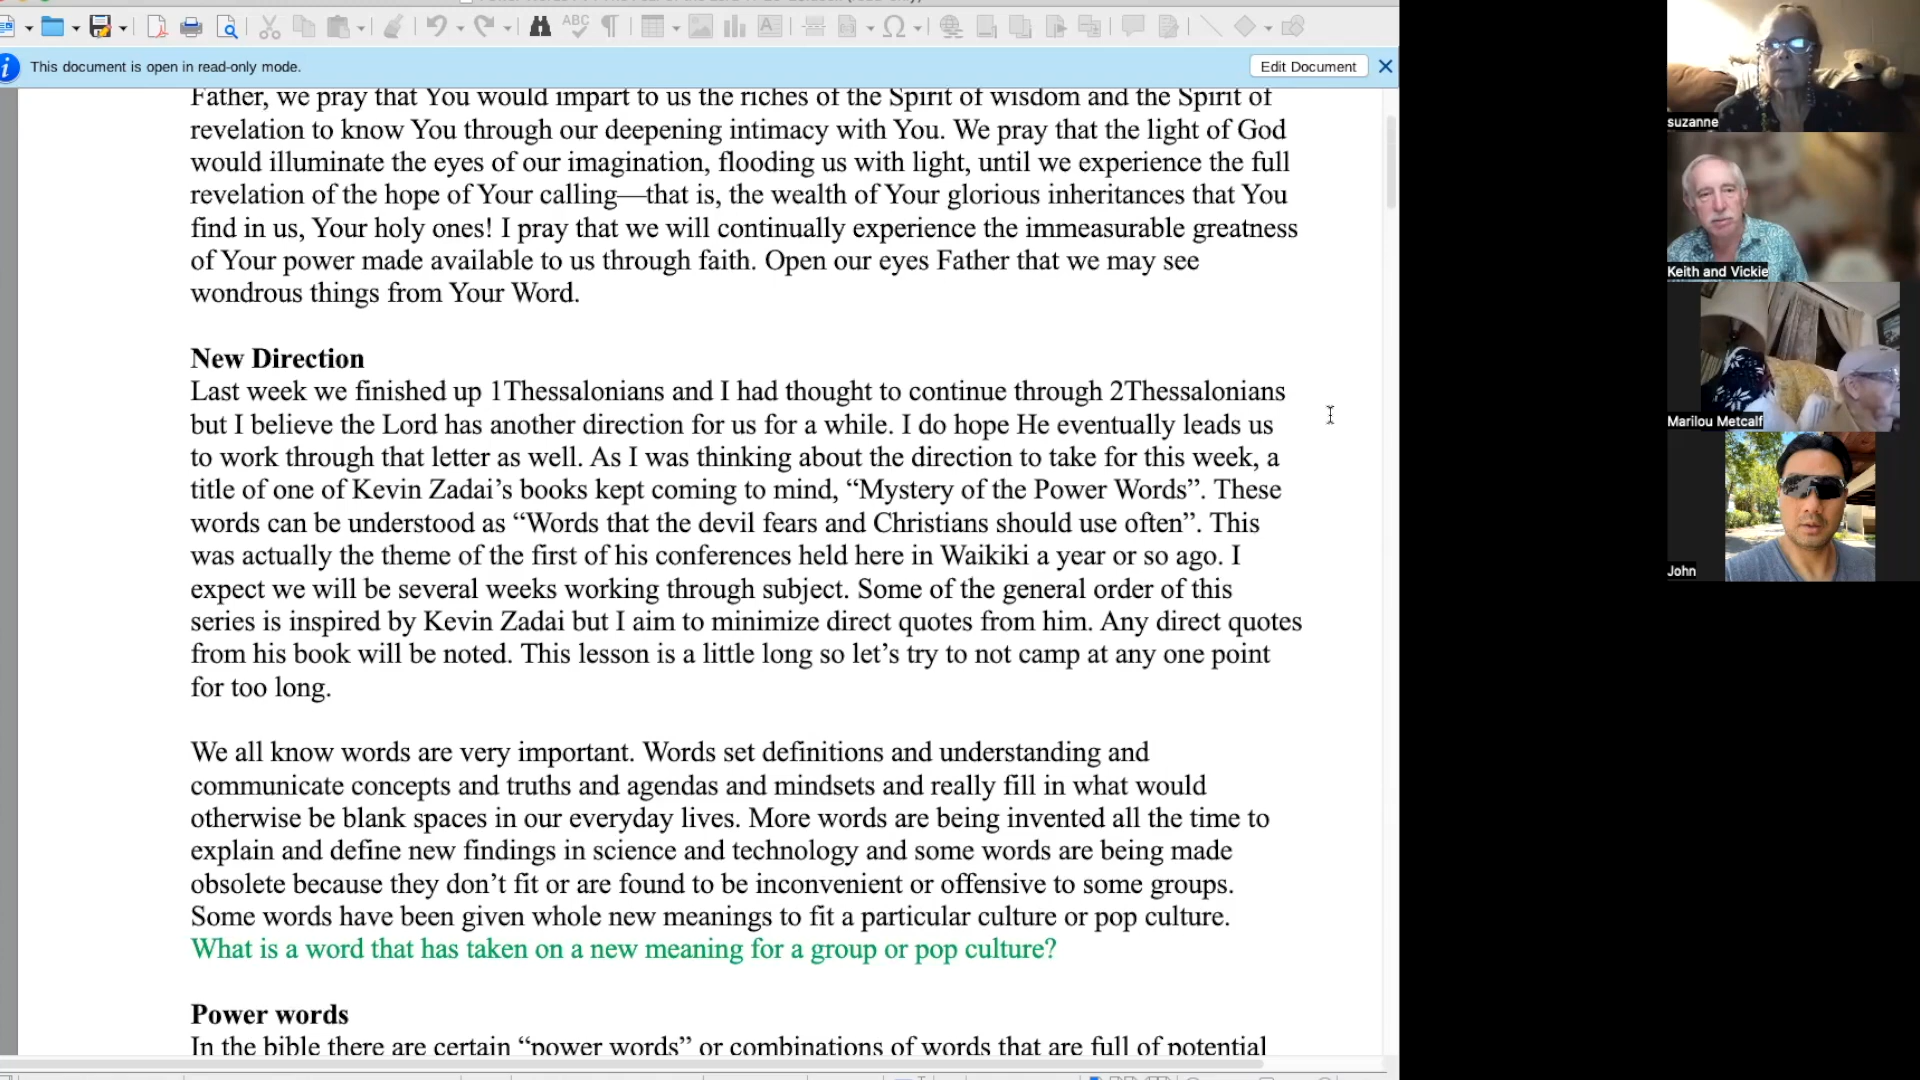 This document is open in read-only mode.
Edit Document
Father, we pray that You would impart to us the riches of the Spirit of wisdom and the Spirit of
revelation to know You through our deepening intimacy with You. We pray that the light of God
would illuminate the eyes of our imagination, flooding us with light, until we experience the full
revelation of the hope of Your calling—that is, the wealth of Your glorious inheritances that You
find in us, Your holy ones! I pray that we will continually experience the immeasurable greatness
of Your power made available to us through faith. Open our eyes Father that we may see
wondrous things from Your Word.
New Direction
Last week we finished up 1Thessalonians and I had thought to continue through 2Thessalonians
but I believe the Lord has another direction for us for a while. I do hope He eventually leads us
to work through that letter as well. As I was thinking about the direction to take for this week, a
title of one of Kevin Zadai’s books kept coming to mind, “Mystery of the Power Words”. These
words can be understood as “Words that the devil fears and Christians should use often”. This
was actually the theme of the first of his conferences held here in Waikiki a year or so ago. I
expect we will be several weeks working through subject. Some of the general order of this
series is inspired by Kevin Zadai but I aim to minimize direct quotes from him. Any direct quotes
from his book will be noted. This lesson is a little long so let’s try to not camp at any one point
for too long.
We all know words are very important. Words set definitions and understanding and
communicate concepts and truths and agendas and mindsets and really fill in what would
otherwise be blank spaces in our everyday lives. More words are being invented all the time to
explain and define new findings in science and technology and some words are being made
obsolete because they don’t fit or are found to be inconvenient or offensive to some groups.
Some words have been given whole new meanings to fit a particular culture or pop culture.
What is a word that has taken on a new meaning for a group or pop culture?
Power words
In the bible there are certain “power words” or combinations of words that are full of potential
suzanne
Keith and Vickie
Marilou Metcalf
John